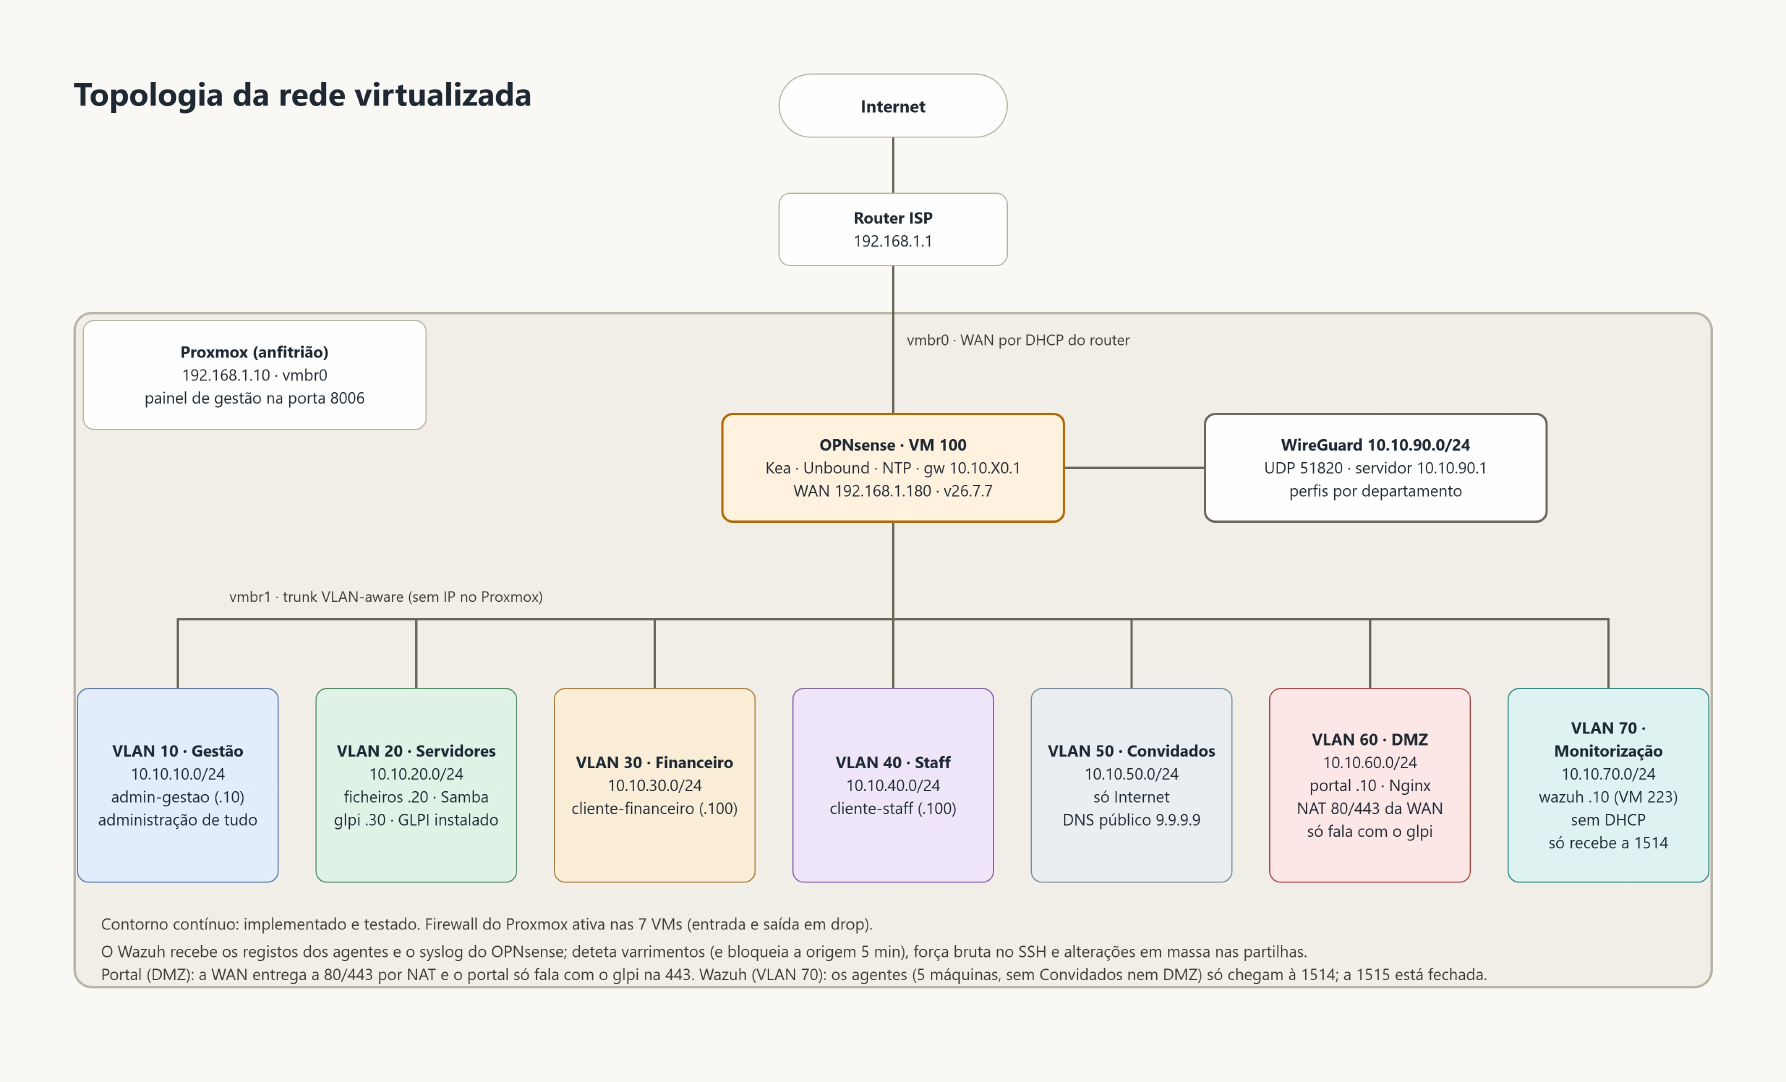 Topologia da rede virtualizada
Internet
Router ISP
192.168.1.1
Proxmox (anfitrião)
192.168.1.10 · vmbr0
painel de gestão na porta 8006
vmbr0 · WAN por DHCP do router
OPNsense · VM 100
Kea · Unbound · NTP · gw 10.10.X0.1
WAN 192.168.1.180 · v26.7.7
WireGuard 10.10.90.0/24
UDP 51820 · servidor 10.10.90.1
perfis por departamento
vmbr1 · trunk VLAN-aware (sem IP no Proxmox)
VLAN 10 · Gestão
10.10.10.0/24
admin-gestao (.10)
administração de tudo
VLAN 20 · Servidores
10.10.20.0/24
ficheiros .20 · Samba
glpi .30 · GLPI instalado
VLAN 30 · Financeiro
10.10.30.0/24
cliente-financeiro (.100)
VLAN 40 · Staff
10.10.40.0/24
cliente-staff (.100)
VLAN 50 · Convidados
10.10.50.0/24
só Internet
DNS público 9.9.9.9
VLAN 60 · DMZ
10.10.60.0/24
portal .10 · Nginx
NAT 80/443 da WAN
só fala com o glpi
VLAN 70 ·
Monitorização
10.10.70.0/24
wazuh .10 (VM 223)
sem DHCP
só recebe a 1514
Contorno contínuo: implementado e testado. Firewall do Proxmox ativa nas 7 VMs (entrada e saída em drop).
O Wazuh recebe os registos dos agentes e o syslog do OPNsense; deteta varrimentos (e bloqueia a origem 5 min), força bruta no SSH e alterações em massa nas partilhas.
Portal (DMZ): a WAN entrega a 80/443 por NAT e o portal só fala com o glpi na 443. Wazuh (VLAN 70): os agentes (5 máquinas, sem Convidados nem DMZ) só chegam à 1514; a 1515 está fechada.